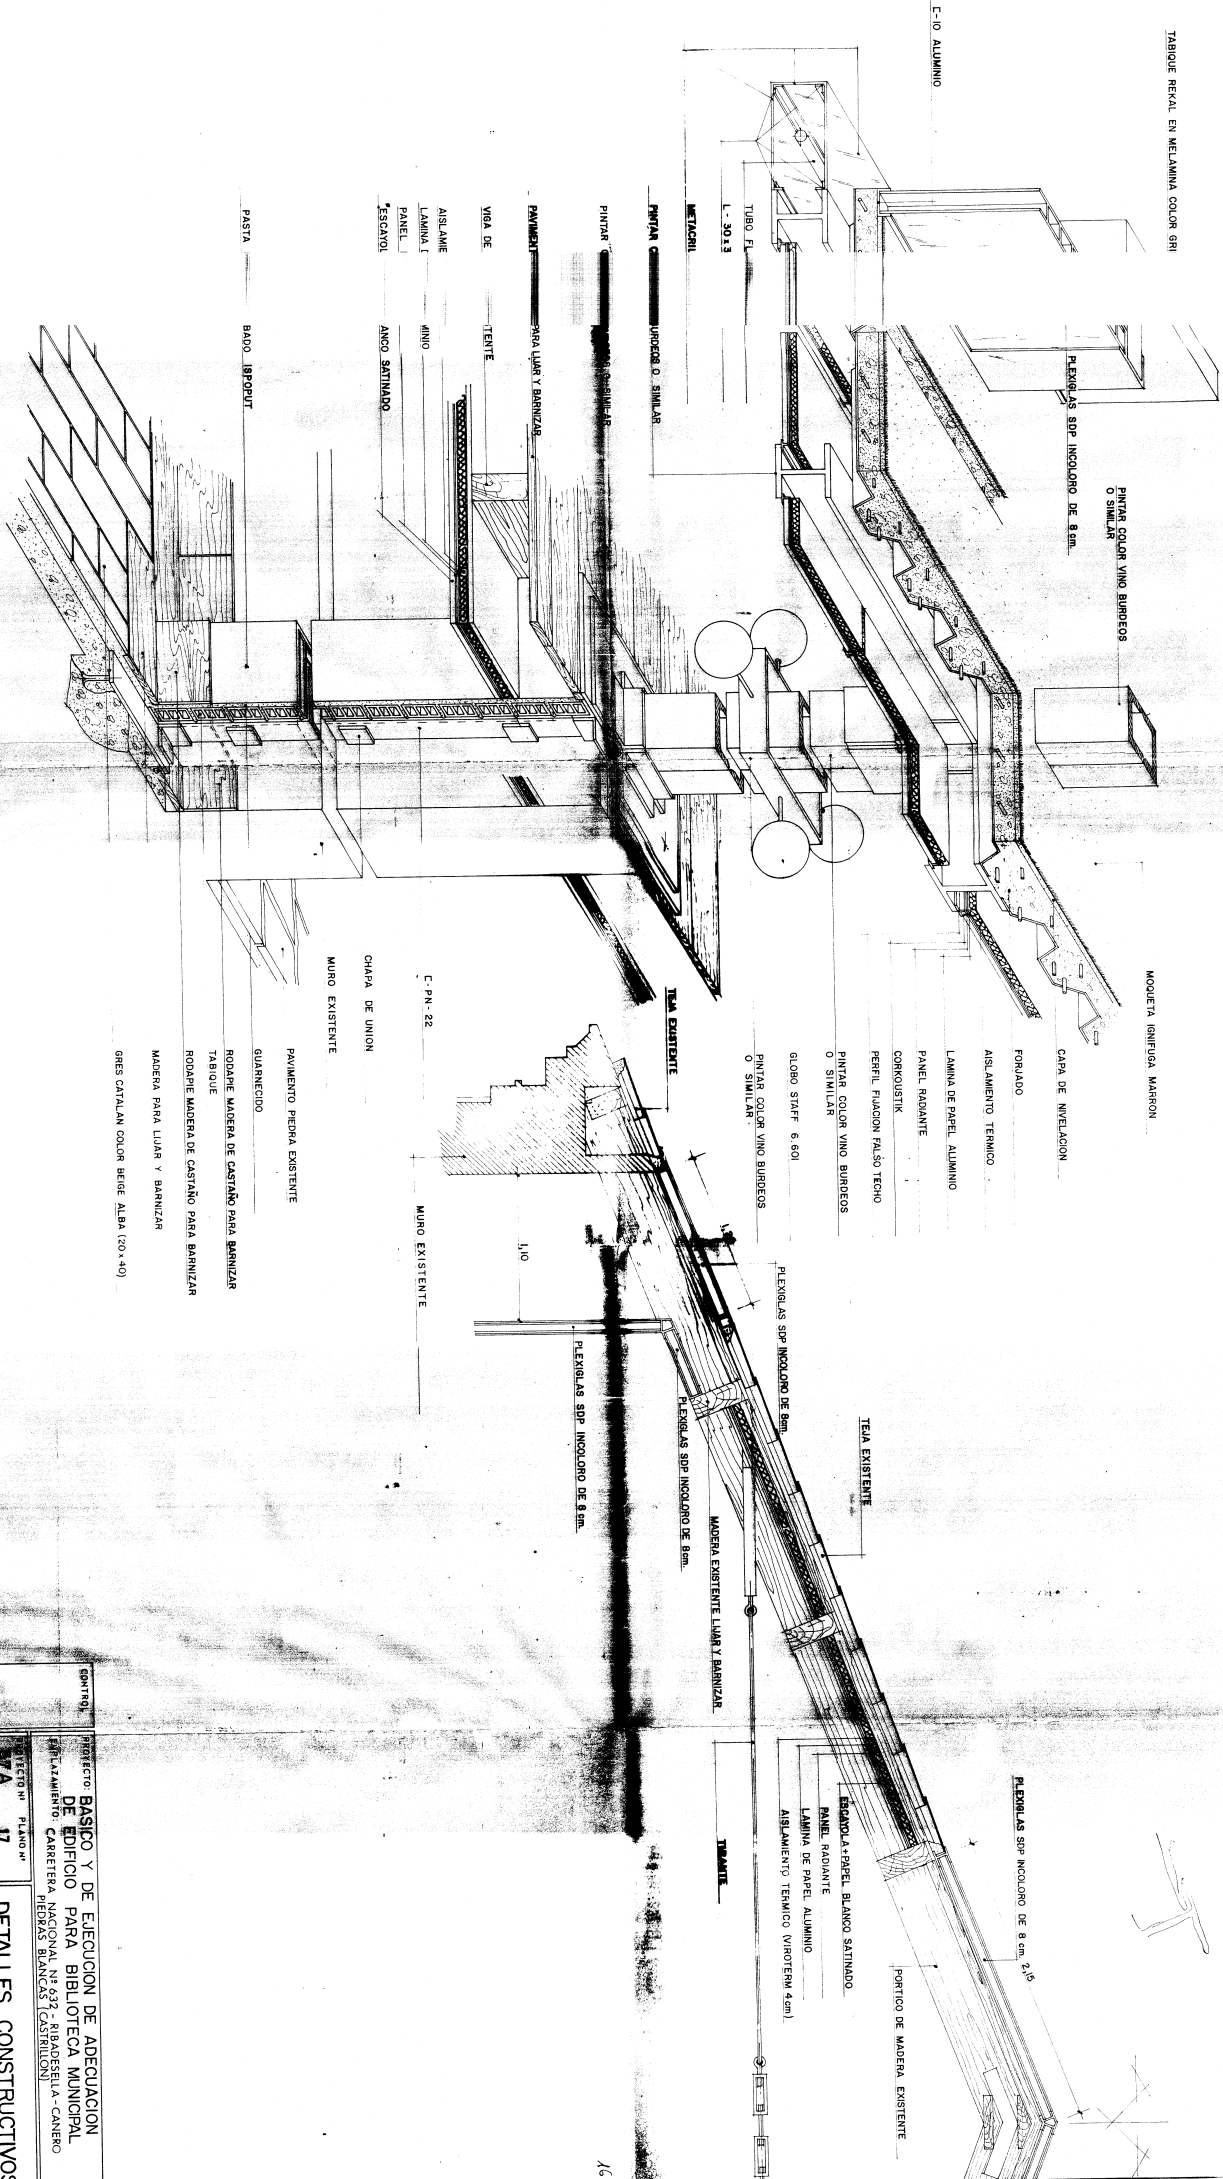 TABIQUE REKAL EN MELAMINA COLOR GRI
C-10 ALUMINIO
PLEXIGLAS SDP INCOLORO DE 8 cm.
PINTAR COLOR VINO BURDEOS
O SIMILAR
TUBO FL
L - 30x3
METACRIL
PINTAR C
URDEOS O SIMILAR
PINTAR
SIMILAR
PAVIMENT
PARA LIJAR Y BARNIZAR
VIGA DE
TENTE
AISLAMIE
LAMINA
MINIO
PANEL
ESCAYOL
ANCO SATINADO
PASTA
BADO ISPOPUT
MOQUETA IGNIFUGA MARRON
CAPA DE NIVELACION
FORJADO
AISLAMIENTO TERMICO
LAMINA DE PAPEL ALUMINIO
PANEL RADIANTE
CORKOUSTIK
PERFIL FIJACION FALSO TECHO
PINTAR COLOR VINO BURDEOS
O SIMILAR
GLOBO STAFF 6.601
PINTAR COLOR VINO BURDEOS
O SIMILAR
TEJA EXISTENTE
C-PN-22
CHAPA DE UNION
MURO EXISTENTE
PAVIMENTO PIEDRA EXISTENTE
GUARNECIDO
RODAPIE MADERA DE CASTAÑO PARA BARNIZAR
TABIQUE
RODAPIE MADERA DE CASTAÑO PARA BARNIZAR
MADERA PARA LIJAR Y BARNIZAR
GRES CATALAN COLOR BEIGE ALBA (20x40)
MURO EXISTENTE
1,10
PLEXIGLAS SDP INCOLORO DE 8cm.
PLEXIGLAS SDP INCOLORO DE 8cm.
PLEXIGLAS SDP INCOLORO DE 8 cm.
TEJA EXISTENTE
MADERA EXISTENTE LIJAR Y BARNIZAR
TIRANTE
ESCAYOLA+PAPEL BLANCO SATINADO
PANEL RADIANTE
LAMINA DE PAPEL ALUMINIO
AISLAMIENTO TERMICO (VIROTERM 4cm)
PLEXIGLAS SDP INCOLORO DE 8 cm.
2,15
PORTICO DE MADERA EXISTENTE
16
CONTROL
PROYECTO: BASICO Y DE EJECUCION DE ADECUACION
DE EDIFICIO PARA BIBLIOTECA MUNICIPAL
EMPLAZAMIENTO: CARRETERA NACIONAL Nº 632 - RIBADESELLA - CANERO
PIEDRAS BLANCAS (CASTRILLON)
PROYECTO Nº
PLANO Nº
17
DETALLES CONSTRUCTIVOS